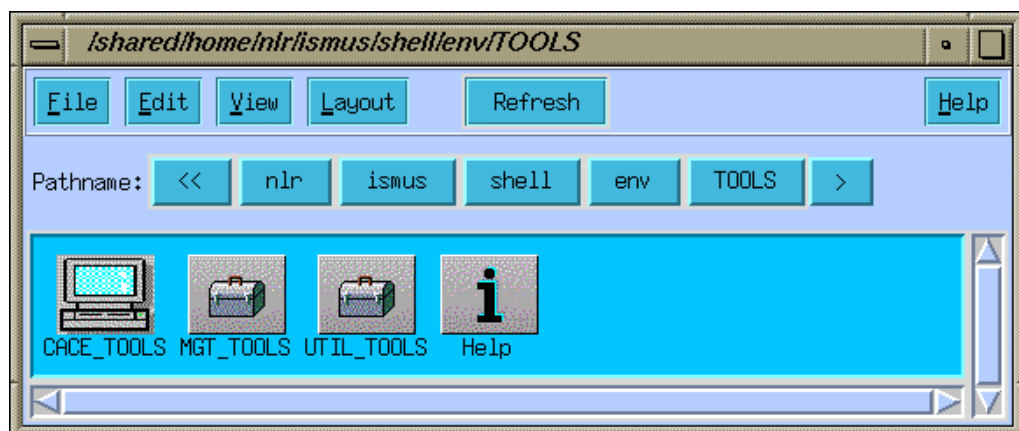 /shared/home/nlr/ismus/shell/env/TOOLS
File Edit View Layout Refresh Help
Pathname: << nlr ismus shell env TOOLS >
CACE_TOOLS MGT_TOOLS UTIL_TOOLS Help